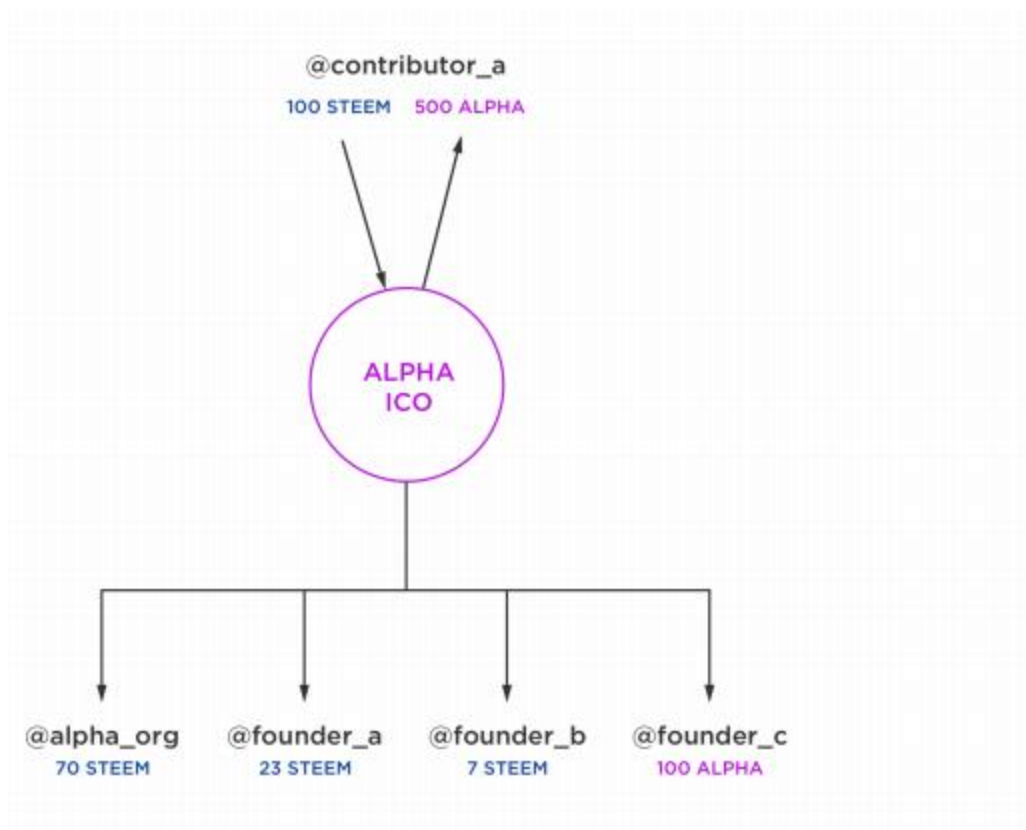 @contributor_a
100 STEEM 500 ALPHA
ALPHA
ICO
@alpha_org @founder_a @founder_b @founder_c
70 STEEM 23 STEEM 7 STEEM 100 ALPHA